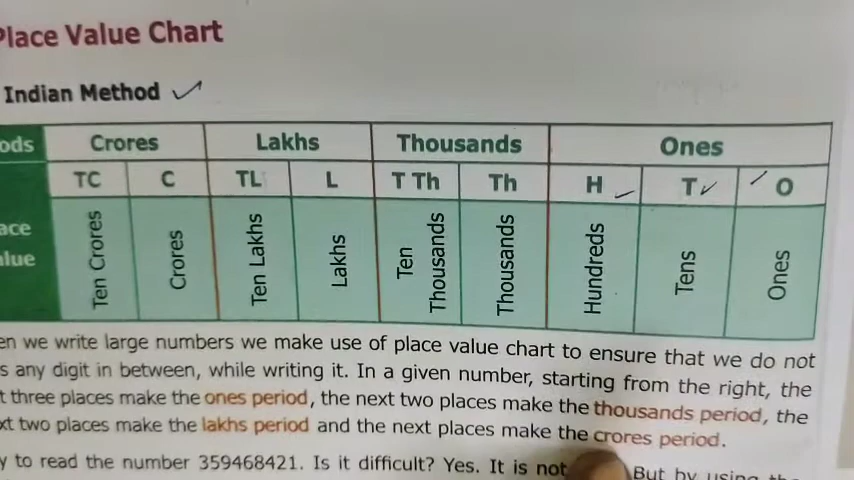 Place Value Chart
Indian Method
ods Crores Lakhs Thousands Ones
TC C TL L T Th Th H T O
ace
alue
Ten Crores Crores Ten Lakhs Lakhs Ten Thousands Thousands Hundreds Tens Ones
en we write large numbers we make use of place value chart to ensure that we do not
s any digit in between, while writing it. In a given number, starting from the right, the
t three places make the ones period, the next two places make the thousands period, the
xt two places make the lakhs period and the next places make the crores period.
y to read the number 359468421. Is it difficult? Yes. It is not But by using the